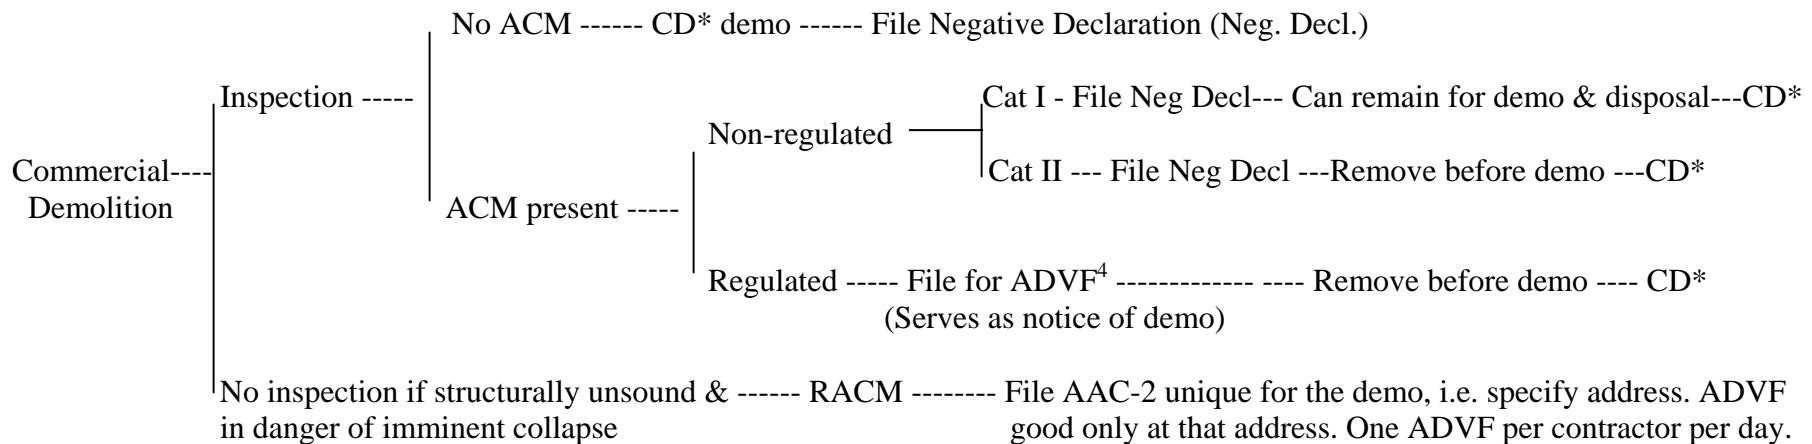 No ACM ------ CD* demo ------ File Negative Declaration (Neg. Decl.)
Inspection -----
Cat I - File Neg Decl--- Can remain for demo & disposal---CD*
Non-regulated
Commercial----
Demolition
Cat II --- File Neg Decl ---Remove before demo ---CD*
ACM present -----
Regulated ----- File for ADVF4 ------------- ---- Remove before demo ---- CD*
(Serves as notice of demo)
No inspection if structurally unsound & ------ RACM -------- File AAC-2 unique for the demo, i.e. specify address. ADVF
in danger of imminent collapse good only at that address. One ADVF per contractor per day.